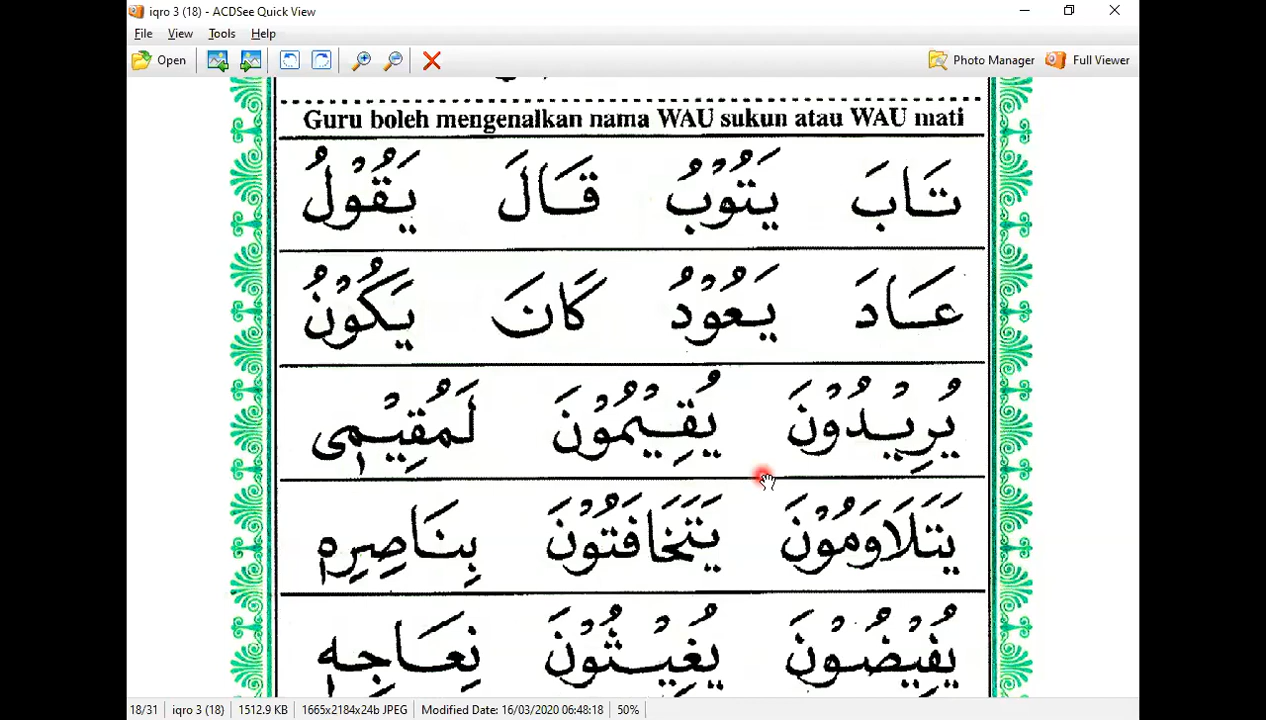 iqro 3 (18) - ACDSee Quick View
File View Tools Help
Open Photo Manager Full Viewer
Guru boleh mengenalkan nama WAU sukun atau WAU mati
تَابَ يَتُوْبُ قَالَ يَقُوْلُ
عَادَ يَعُوْدُ كَانَ يَكُوْنُ
يُرِيْدُوْنَ يُقِيْمُوْنَ لَمُقِيْمٖى
يَتَلَاوَمُوْنَ يَتَخَافَتُوْنَ بِنَاصِرِهٖ
يُفِيْضُوْنَ يُغِيْثُوْنَ نِعَاجِهٖ
18/31 iqro 3 (18) 1512.9 KB 1665x2184x24b JPEG Modified Date: 16/03/2020 06:48:18 50%